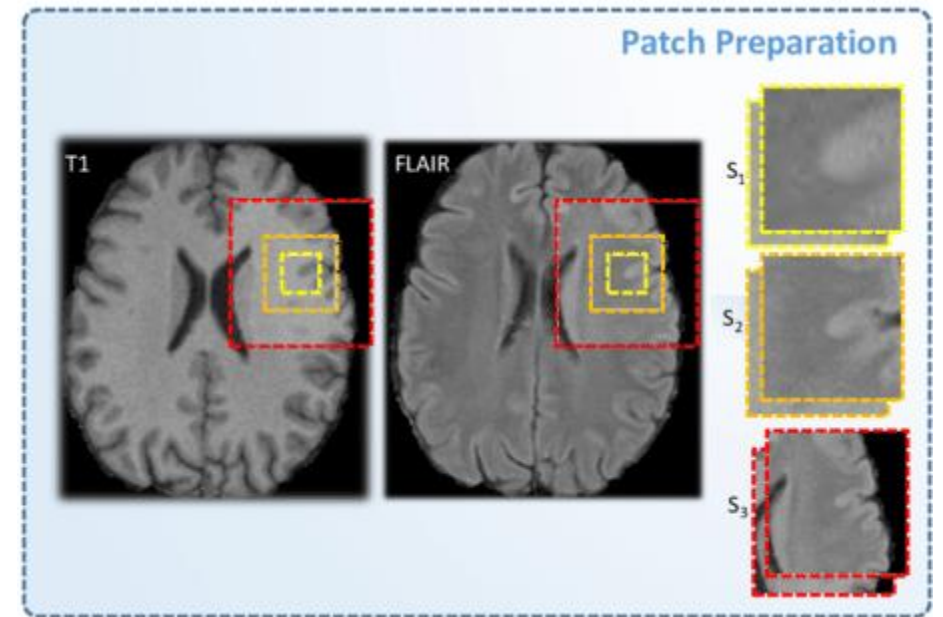 Patch Preparation
T1
FLAIR
S₁
S₂
S₃